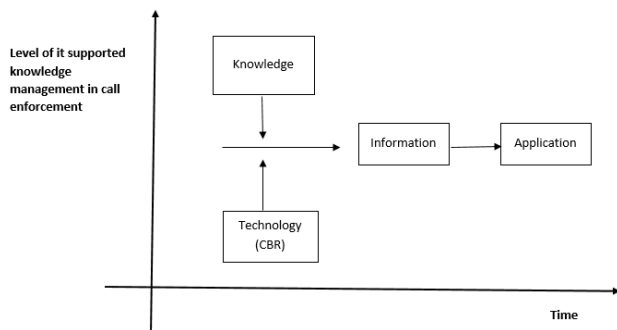 Level of it supported
knowledge
management in call
enforcement
Knowledge
Information
Application
Technology
(CBR)
Time